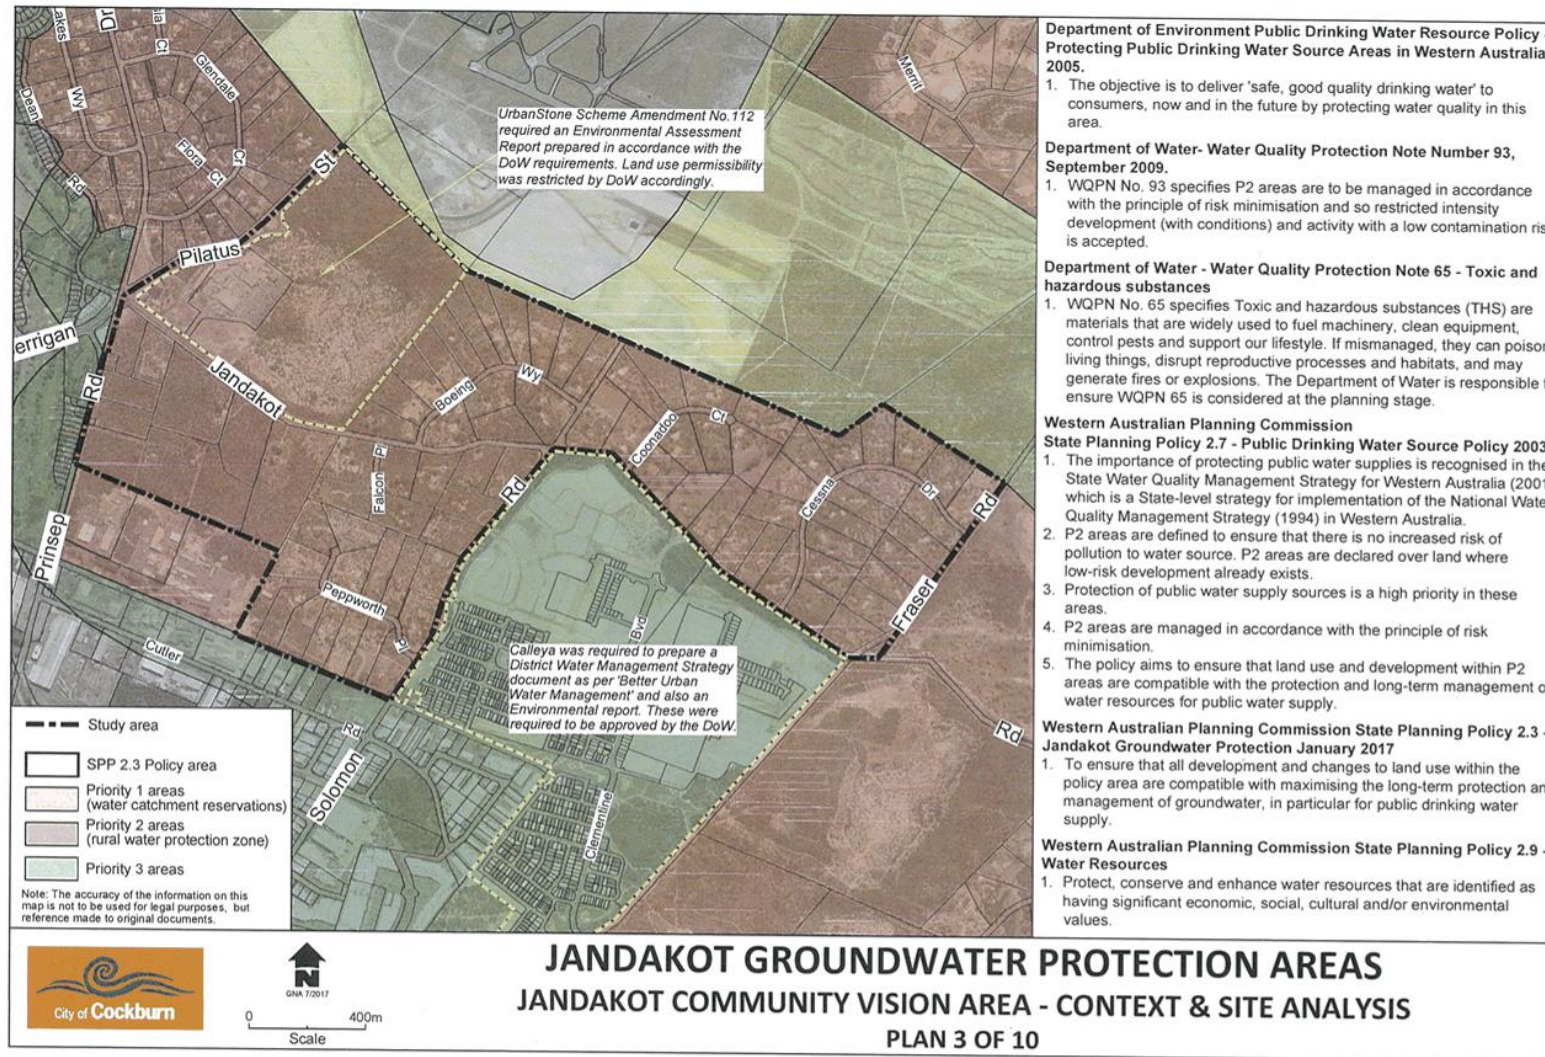 Lakes
Dr
sia
Ct
Glendale
Dean
Wy
Flora
Ct
Cr
Rd
St
Pilatus
Merrit
UrbanStone Scheme Amendment No.112
required an Environmental Assessment
Report prepared in accordance with the
DoW requirements. Land use permissibility
was restricted by DoW accordingly.
errigan
Rd
Jandakot
Boeing
Wy
Coonadoo
Ct
Falcon
Pl
Rd
Cessna
Dr
Rd
Prinsep
Peppworth
Pl
Fraser
Bvd
Cutler
Calleya was required to prepare a
District Water Management Strategy
document as per 'Better Urban
Water Management' and also an
Environmental report. These were
required to be approved by the DoW.
Rd
Rd
Solomon
Clementine
Study area
SPP 2.3 Policy area
Priority 1 areas
(water catchment reservations)
Priority 2 areas
(rural water protection zone)
Priority 3 areas
Note: The accuracy of the information on this
map is not to be used for legal purposes, but
reference made to original documents.
Department of Environment Public Drinking Water Resource Policy -
Protecting Public Drinking Water Source Areas in Western Australia
2005.
1. The objective is to deliver 'safe, good quality drinking water' to
consumers, now and in the future by protecting water quality in this
area.
Department of Water- Water Quality Protection Note Number 93,
September 2009.
1. WQPN No. 93 specifies P2 areas are to be managed in accordance
with the principle of risk minimisation and so restricted intensity
development (with conditions) and activity with a low contamination ris
is accepted.
Department of Water - Water Quality Protection Note 65 - Toxic and
hazardous substances
1. WQPN No. 65 specifies Toxic and hazardous substances (THS) are
materials that are widely used to fuel machinery, clean equipment,
control pests and support our lifestyle. If mismanaged, they can poison
living things, disrupt reproductive processes and habitats, and may
generate fires or explosions. The Department of Water is responsible t
ensure WQPN 65 is considered at the planning stage.
Western Australian Planning Commission
State Planning Policy 2.7 - Public Drinking Water Source Policy 2003
1. The importance of protecting public water supplies is recognised in the
State Water Quality Management Strategy for Western Australia (2001
which is a State-level strategy for implementation of the National Wate
Quality Management Strategy (1994) in Western Australia.
2. P2 areas are defined to ensure that there is no increased risk of
pollution to water source. P2 areas are declared over land where
low-risk development already exists.
3. Protection of public water supply sources is a high priority in these
areas.
4. P2 areas are managed in accordance with the principle of risk
minimisation.
5. The policy aims to ensure that land use and development within P2
areas are compatible with the protection and long-term management o
water resources for public water supply.
Western Australian Planning Commission State Planning Policy 2.3 -
Jandakot Groundwater Protection January 2017
1. To ensure that all development and changes to land use within the
policy area are compatible with maximising the long-term protection an
management of groundwater, in particular for public drinking water
supply.
Western Australian Planning Commission State Planning Policy 2.9 -
Water Resources
1. Protect, conserve and enhance water resources that are identified as
having significant economic, social, cultural and/or environmental
values.
City of Cockburn
N
GNA 7/2017
0 400m
Scale
JANDAKOT GROUNDWATER PROTECTION AREAS
JANDAKOT COMMUNITY VISION AREA - CONTEXT & SITE ANALYSIS
PLAN 3 OF 10